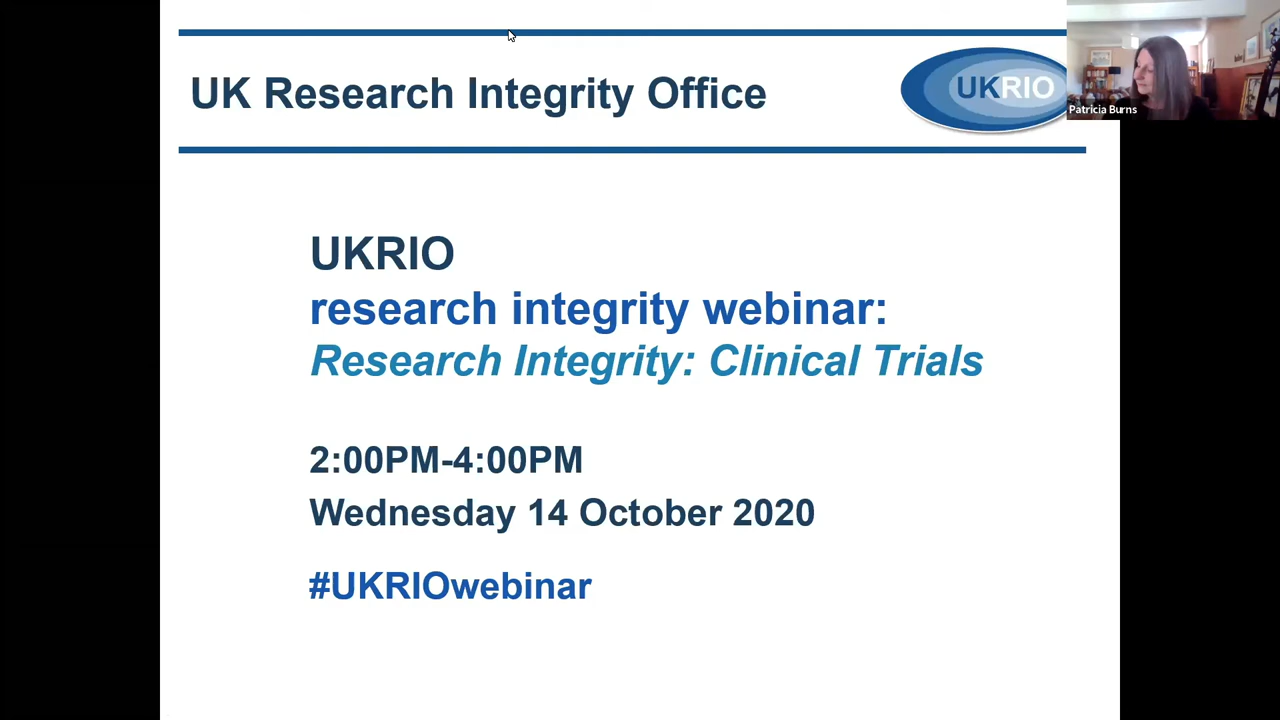 UK Research Integrity Office
UKRIO
Patricia Burns
UKRIO
research integrity webinar:
Research Integrity: Clinical Trials
2:00PM-4:00PM
Wednesday 14 October 2020
#UKRIOwebinar